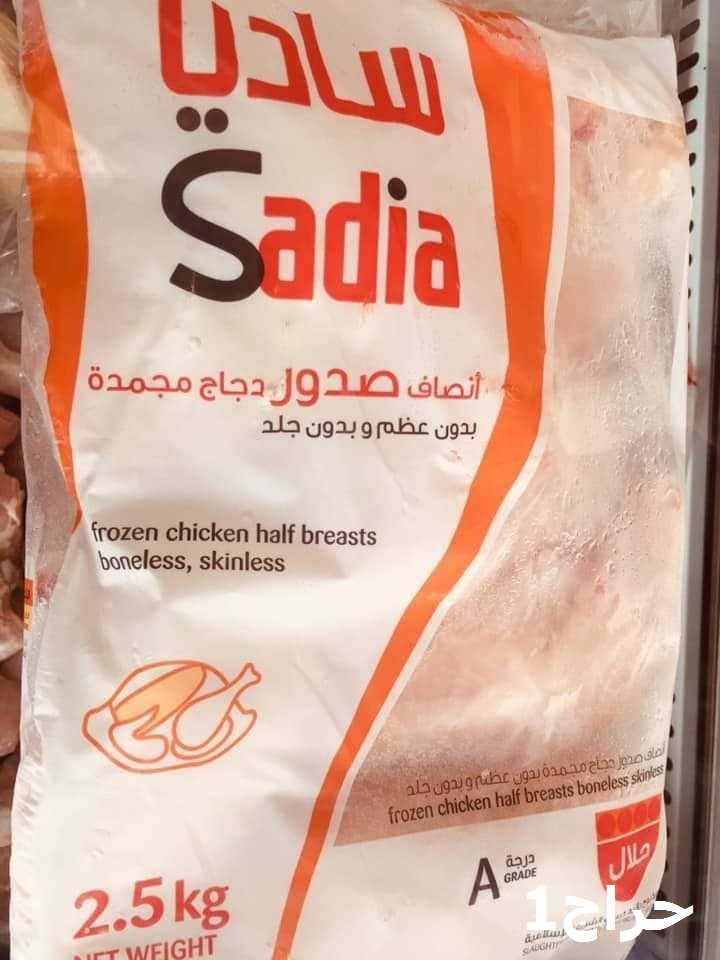 ساديا
Sadia
أنصاف صدور دجاج مجمدة
بدون عظم و بدون جلد
frozen chicken half breasts
boneless, skinless
أنصاف صدور دجاج مجمدة بدون عظم و بدون جلد
frozen chicken half breasts boneless skinless
درجة
A GRADE
حلال
2.5 kg
NET WEIGHT
حراج1